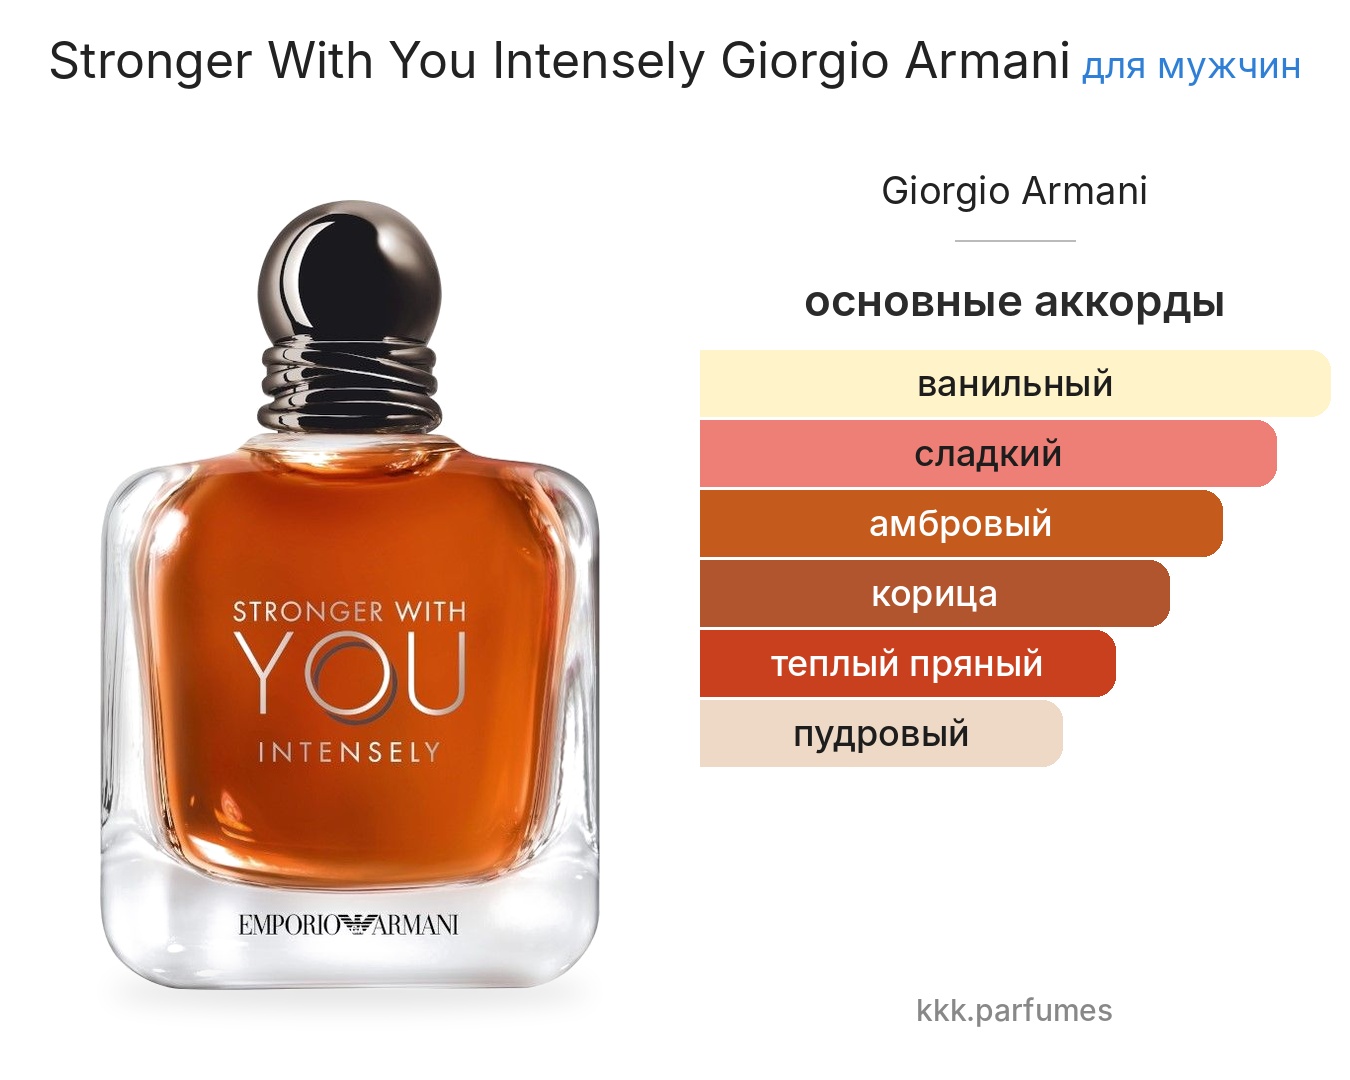 Stronger With You Intensely Giorgio Armani для мужчин
Giorgio Armani
основные аккорды
ванильный
сладкий
амбровый
корица
теплый пряный
пудровый
STRONGER WITH
YOU
INTENSELY
EMPORIO ARMANI
kkk.parfumes